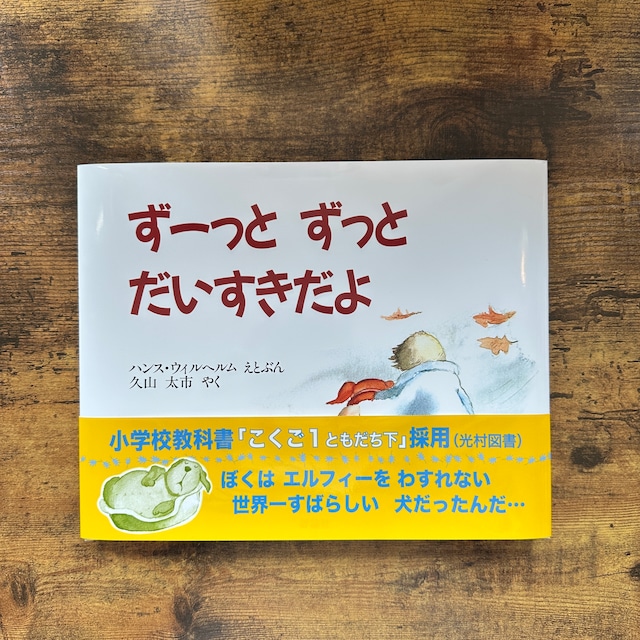 ずーっと ずっと
だいすきだよ
ハンス・ウィルヘルム えとぶん
久山 太市 やく
小学校教科書「こくご1ともだち下」採用(光村図書)
ぼくは エルフィーを わすれない
世界一すばらしい 犬だったんだ…